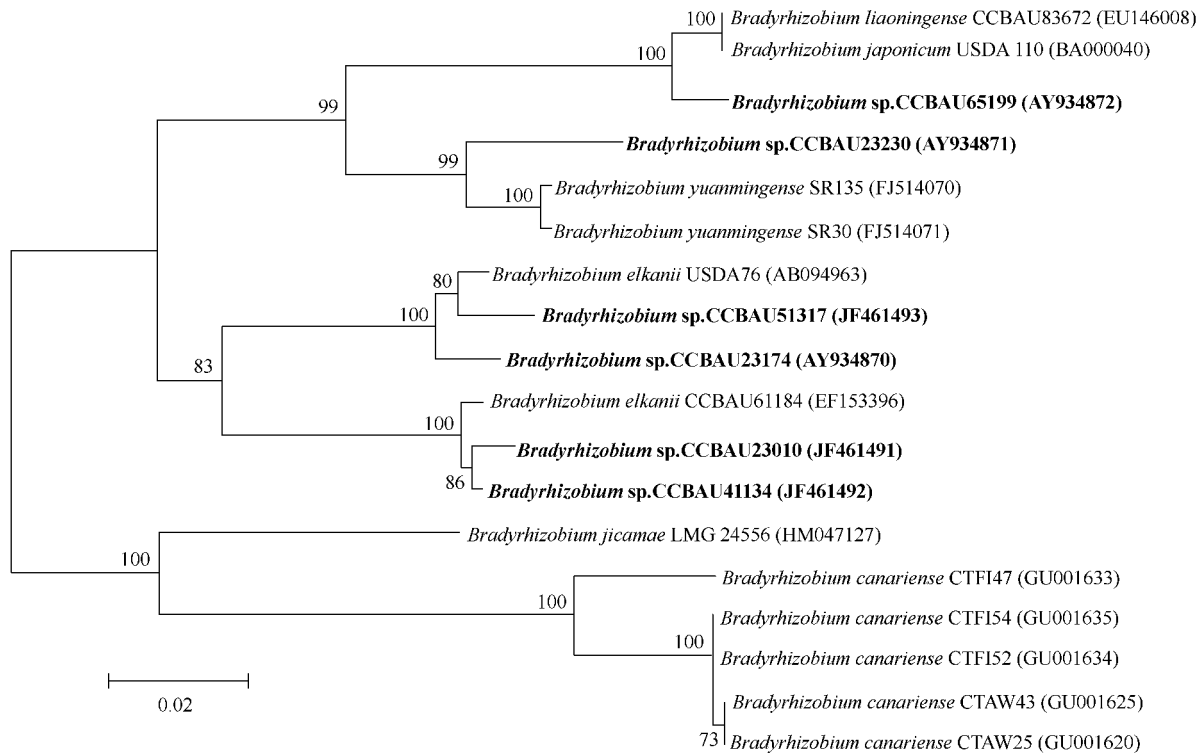 100
Bradyrhizobium liaoningense CCBAU83672 (EU146008)
100
Bradyrhizobium japonicum USDA 110 (BA000040)
99
Bradyrhizobium sp.CCBAU65199 (AY934872)
Bradyrhizobium sp.CCBAU23230 (AY934871)
99
100
Bradyrhizobium yuanmingense SR135 (FJ514070)
Bradyrhizobium yuanmingense SR30 (FJ514071)
80
Bradyrhizobium elkanii USDA76 (AB094963)
100
Bradyrhizobium sp.CCBAU51317 (JF461493)
83
Bradyrhizobium sp.CCBAU23174 (AY934870)
100
Bradyrhizobium elkanii CCBAU61184 (EF153396)
Bradyrhizobium sp.CCBAU23010 (JF461491)
86
Bradyrhizobium sp.CCBAU41134 (JF461492)
100
Bradyrhizobium jicamae LMG 24556 (HM047127)
100
Bradyrhizobium canariense CTFI47 (GU001633)
100
Bradyrhizobium canariense CTFI54 (GU001635)
Bradyrhizobium canariense CTFI52 (GU001634)
0.02
Bradyrhizobium canariense CTAW43 (GU001625)
73
Bradyrhizobium canariense CTAW25 (GU001620)